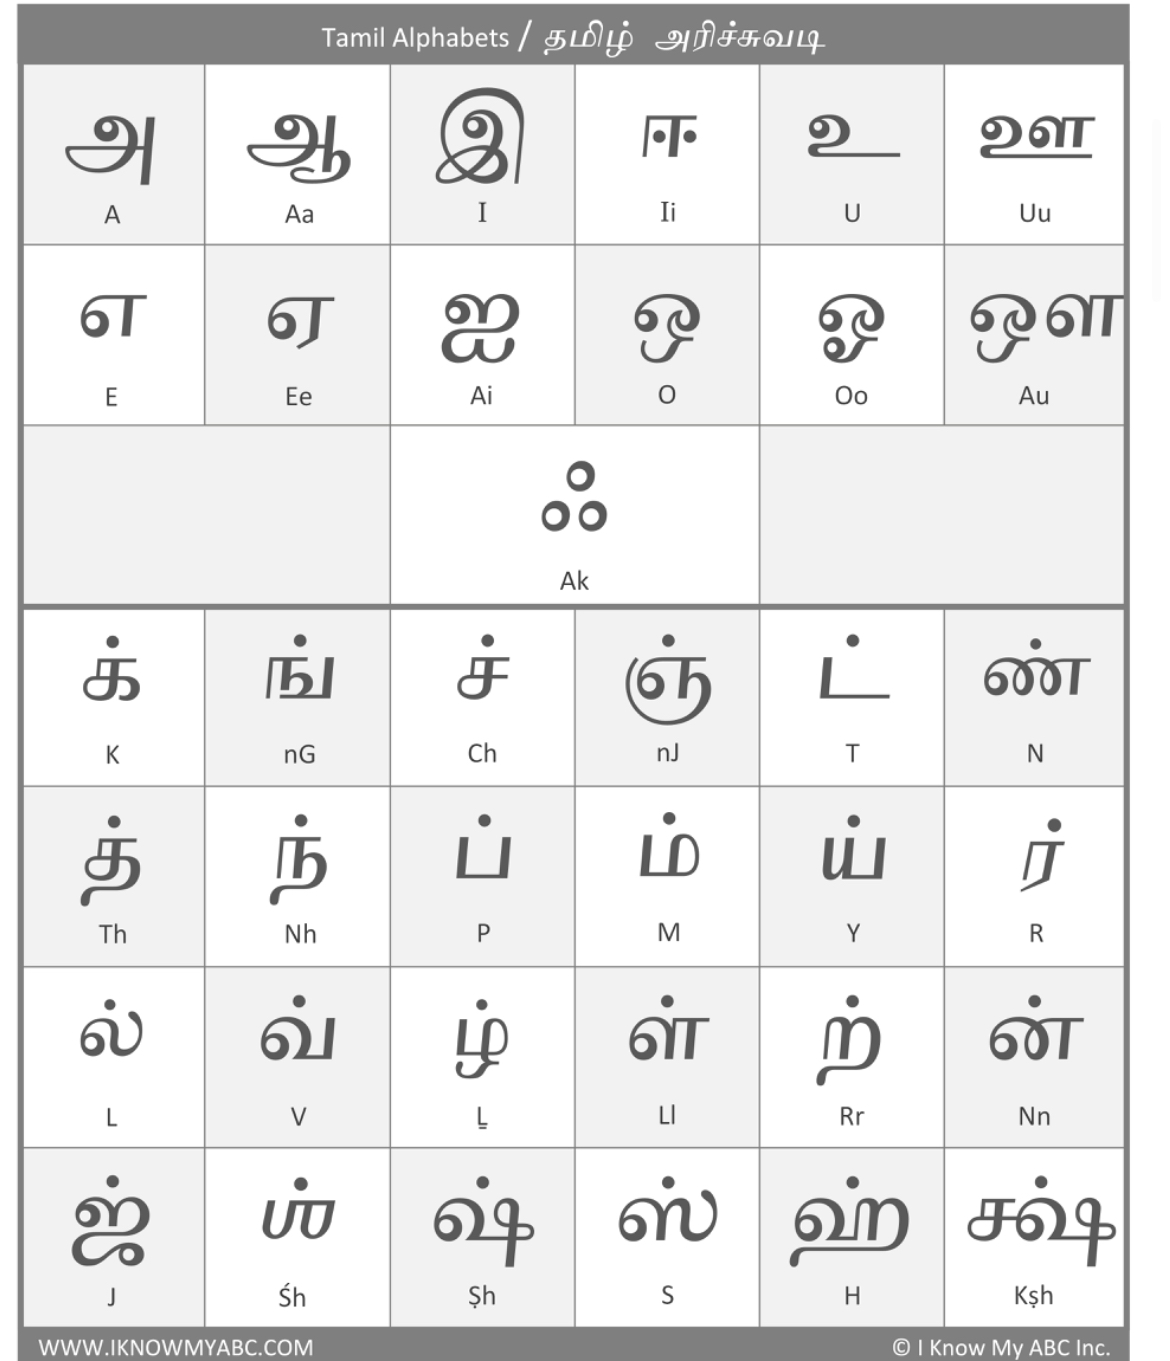 Tamil Alphabets / தமிழ் அரிச்சுவடி
அ ஆ இ ஈ உ ஊ
A Aa I Ii U Uu
எ ஏ ஐ ஒ ஓ ஔ
E Ee Ai O Oo Au
ஃ
Ak
க் ங் ச் ஞ் ட் ண்
K nG Ch nJ T N
த் ந் ப் ம் ய் ர்
Th Nh P M Y R
ல் வ் ழ் ள் ற் ன்
L V Ḻ Ll Rr Nn
ஜ் ஶ் ஷ் ஸ் ஹ் க்ஷ்
J Śh Ṣh S H Kṣh
WWW.IKNOWMYABC.COM © I Know My ABC Inc.